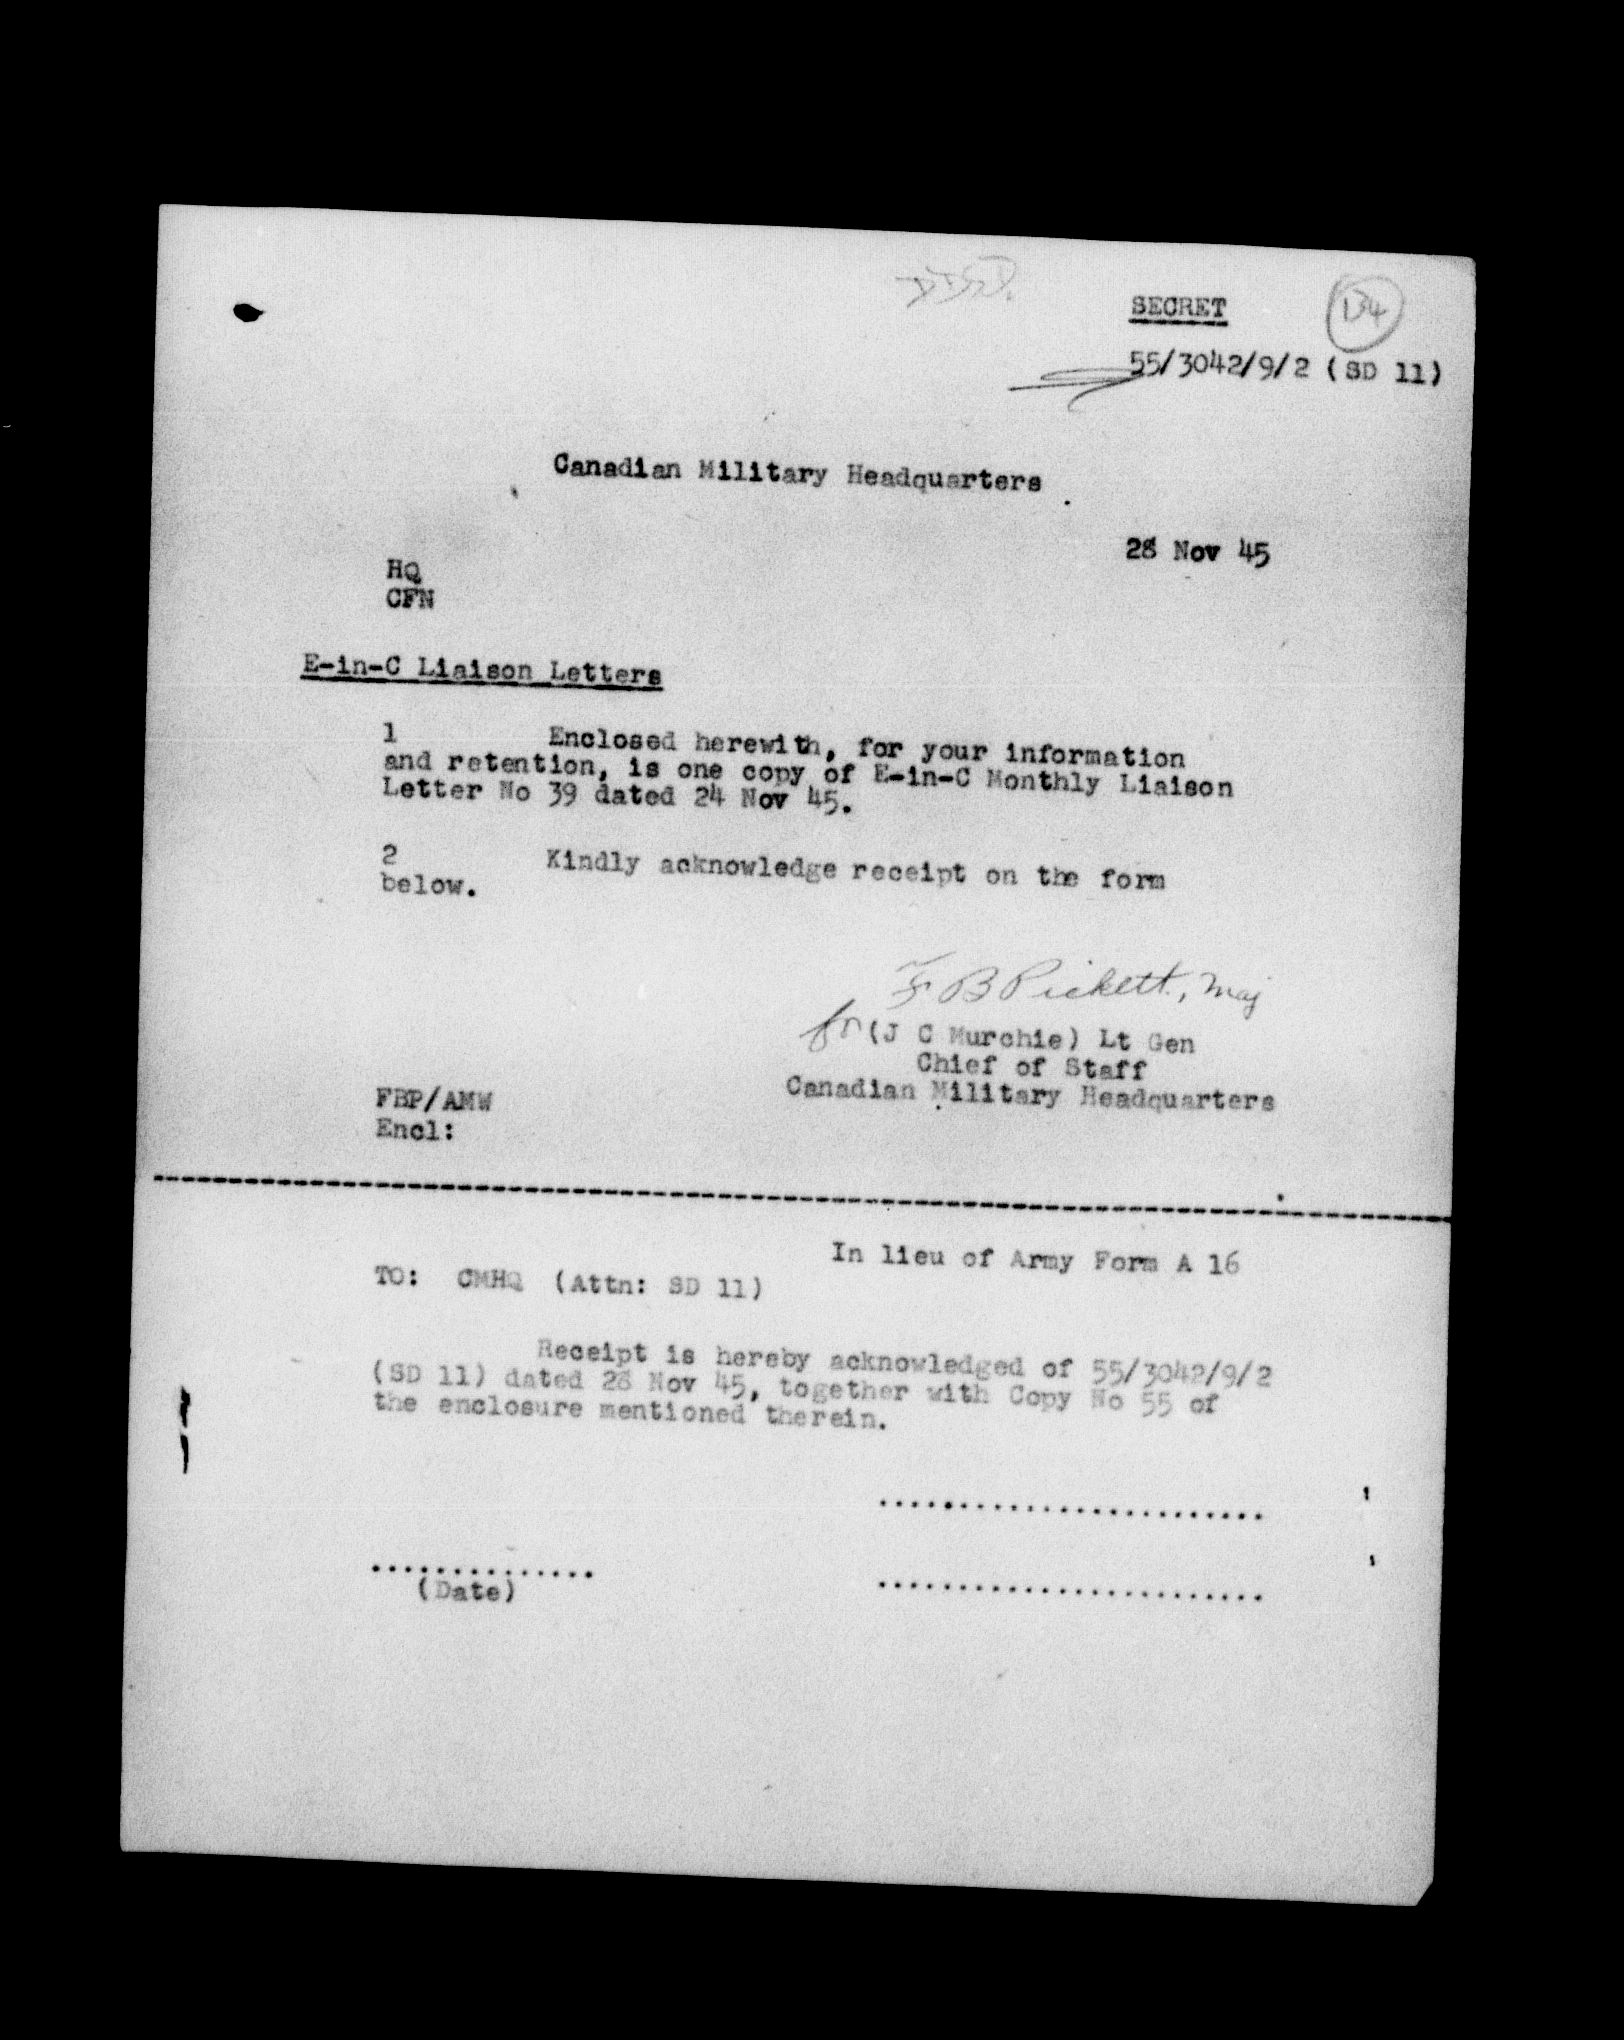 SECRET
134
55/3042/9/2 (SD 11)
Canadian Military Headquarters
28 Nov 45
HQ
CFN
E-in-C Liaison Letters
1 Enclosed herewith, for your information
and retention, is one copy of E-in-C Monthly Liaison
Letter No 39 dated 24 Nov 45.
2 Kindly acknowledge receipt on the form
below.
F B Pickett, Maj
for (J C Murchie) Lt Gen
Chief of Staff
Canadian Military Headquarters
FBP/AMW
Encl:
In lieu of Army Form A 16
TO: CMHQ (Attn: SD 11)
Receipt is hereby acknowledged of 55/3042/9/2
(SD 11) dated 28 Nov 45, together with Copy No 55 of
the enclosure mentioned therein.
(Date)